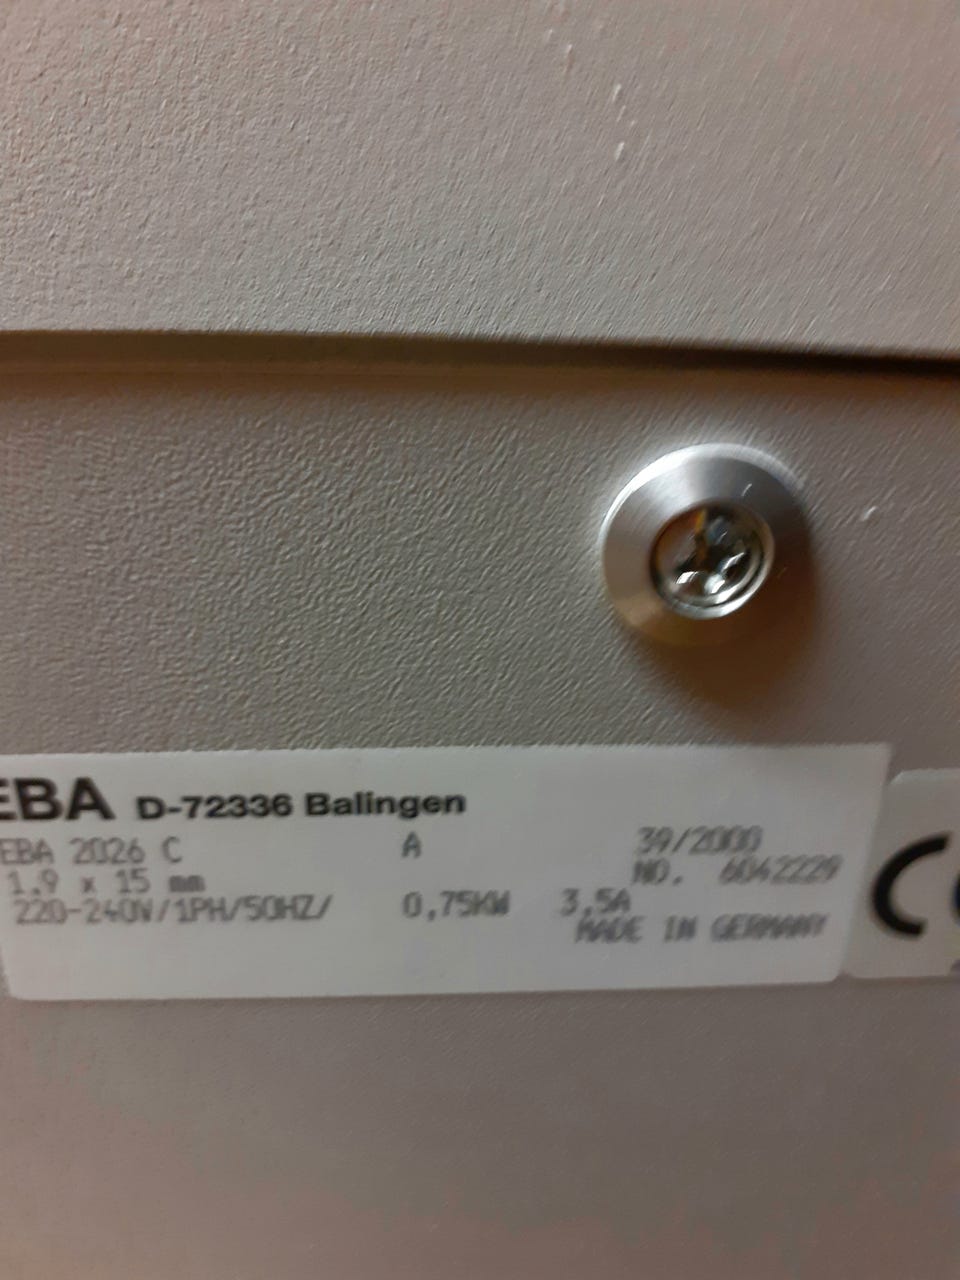 EBA D-72336 Balingen
EBA 2026 C A 39/2000
1.9 x 15 mm NO. 6042229
220-240V/1PH/50HZ/ 0,75KW 3,5A
MADE IN GERMANY
CE